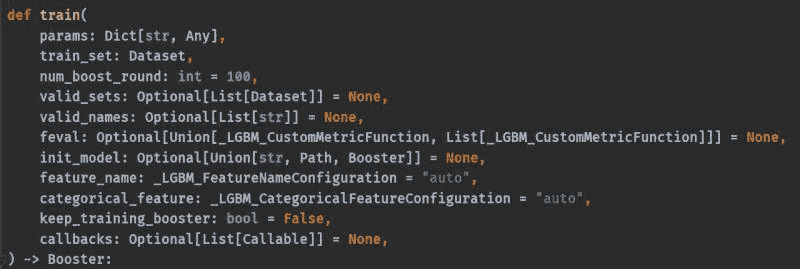 def train(
    params: Dict[str, Any],
    train_set: Dataset,
    num_boost_round: int = 100,
    valid_sets: Optional[List[Dataset]] = None,
    valid_names: Optional[List[str]] = None,
    feval: Optional[Union[_LGBM_CustomMetricFunction, List[_LGBM_CustomMetricFunction]]] = None,
    init_model: Optional[Union[str, Path, Booster]] = None,
    feature_name: _LGBM_FeatureNameConfiguration = "auto",
    categorical_feature: _LGBM_CategoricalFeatureConfiguration = "auto",
    keep_training_booster: bool = False,
    callbacks: Optional[List[Callable]] = None,
) -> Booster: